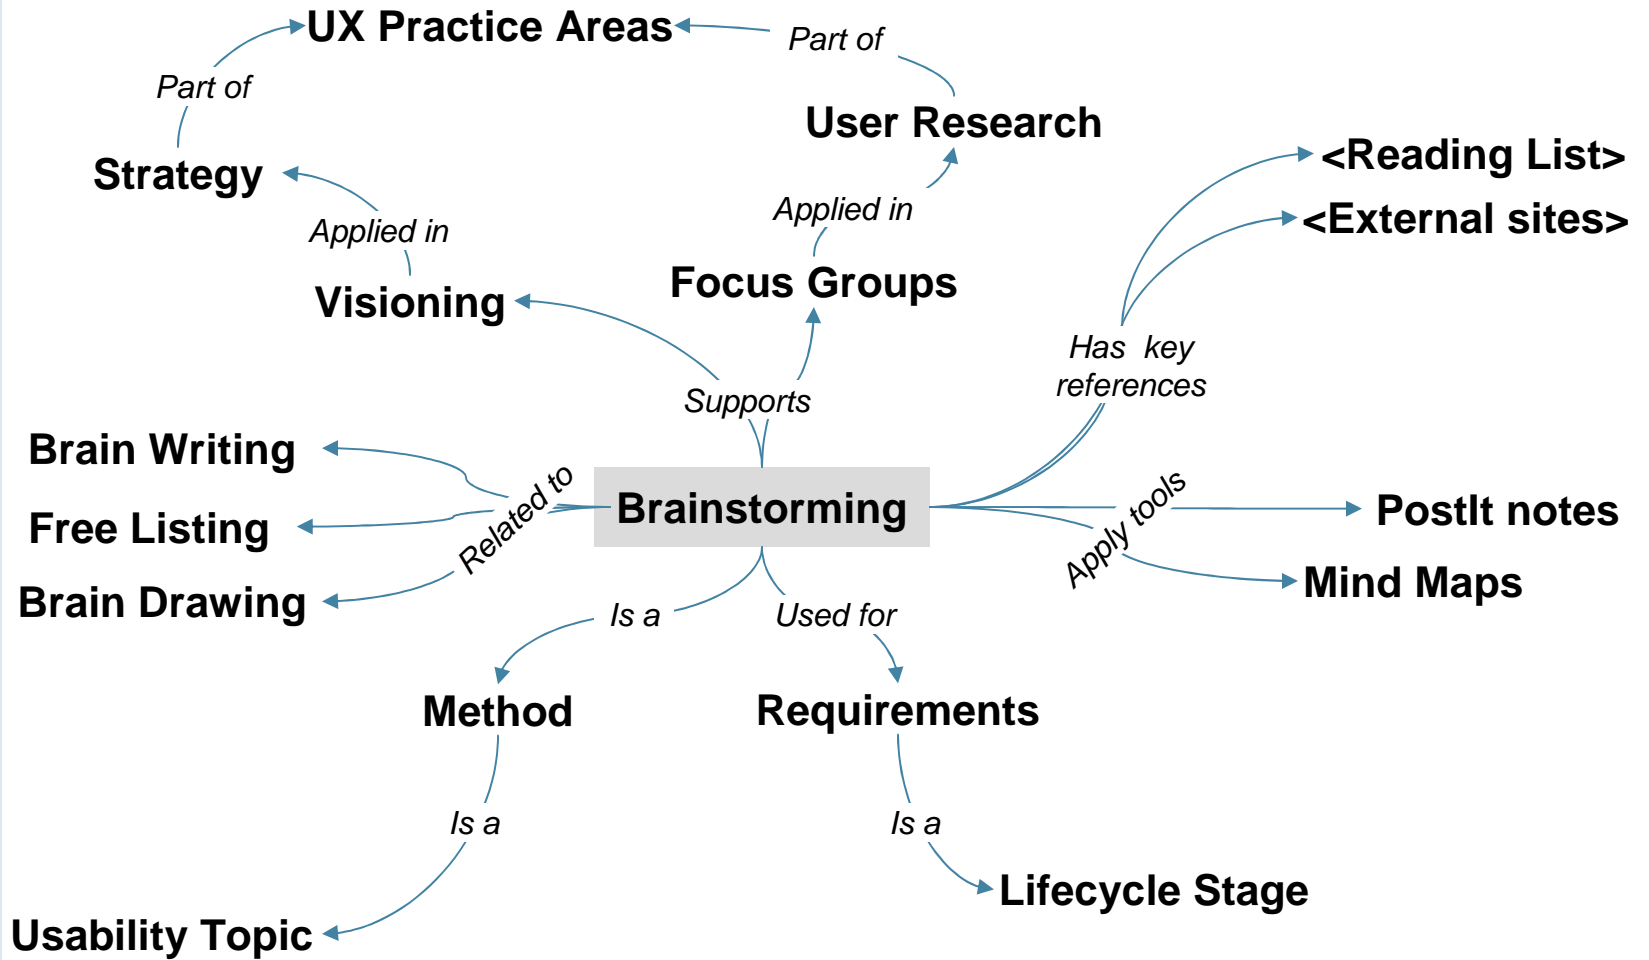 UX Practice Areas
Part of
Part of
User Research
<Reading List>
Strategy
<External sites>
Applied in
Applied in
Focus Groups
Visioning
Has key
references
Supports
Brain Writing
Related to
Brainstorming
Apply tools
PostIt notes
Free Listing
Mind Maps
Brain Drawing
Is a
Used for
Method
Requirements
Is a
Is a
Lifecycle Stage
Usability Topic